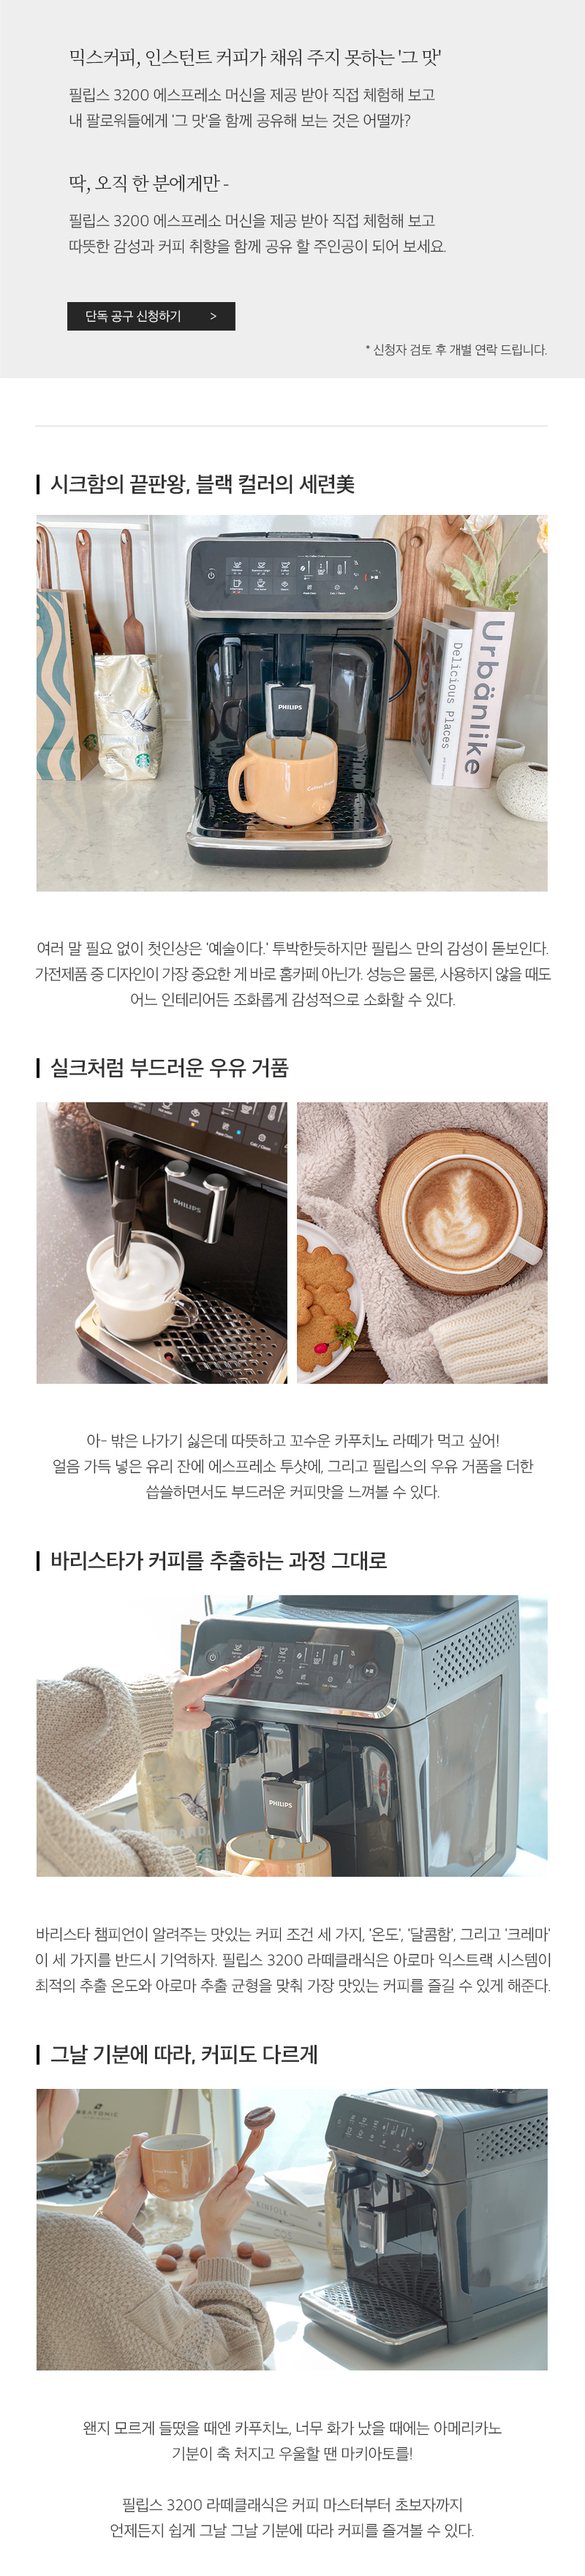 믹스커피, 인스턴트 커피가 채워 주지 못하는 '그 맛'
필립스 3200 에스프레소 머신을 제공 받아 직접 체험해 보고
내 팔로워들에게 '그 맛'을 함께 공유해 보는 것은 어떨까?
딱, 오직 한 분에게만 -
필립스 3200 에스프레소 머신을 제공 받아 직접 체험해 보고
따뜻한 감성과 커피 취향을 함께 공유 할 주인공이 되어 보세요.
단독 공구 신청하기 >
* 신청자 검토 후 개별 연락 드립니다.
시크함의 끝판왕, 블랙 컬러의 세련美
PHILIPS
Urbänlike
Delicious Places
여러 말 필요 없이 첫인상은 '예술이다.' 투박한듯하지만 필립스 만의 감성이 돋보인다.
가전제품 중 디자인이 가장 중요한 게 바로 홈카페 아닌가. 성능은 물론, 사용하지 않을 때도
어느 인테리어든 조화롭게 감성적으로 소화할 수 있다.
실크처럼 부드러운 우유 거품
PHILIPS
아~ 밖은 나가기 싫은데 따뜻하고 꼬수운 카푸치노 라떼가 먹고 싶어!
얼음 가득 넣은 유리 잔에 에스프레소 투샷에, 그리고 필립스의 우유 거품을 더한
씁쓸하면서도 부드러운 커피맛을 느껴볼 수 있다.
바리스타가 커피를 추출하는 과정 그대로
PHILIPS
바리스타 챔피언이 알려주는 맛있는 커피 조건 세 가지, '온도', '달콤함', 그리고 '크레마'
이 세 가지를 반드시 기억하자. 필립스 3200 라떼클래식은 아로마 익스트랙 시스템이
최적의 추출 온도와 아로마 추출 균형을 맞춰 가장 맛있는 커피를 즐길 수 있게 해준다.
그날 기분에 따라, 커피도 다르게
KINFOLK
왠지 모르게 들떴을 때엔 카푸치노, 너무 화가 났을 때에는 아메리카노
기분이 축 처지고 우울할 땐 마키아토를!
필립스 3200 라떼클래식은 커피 마스터부터 초보자까지
언제든지 쉽게 그날 그날 기분에 따라 커피를 즐겨볼 수 있다.